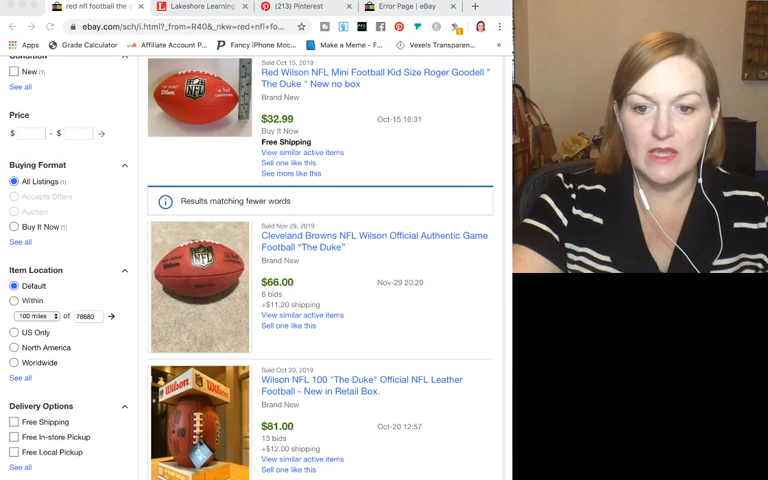 red nfl football the d
Lakeshore Learning
(213) Pinterest
Error Page | eBay
ebay.com/sch/i.html?_from=R40&_nkw=red+nfl+fo...
Apps
Grade Calculator
Affiliate Account P...
Fancy iPhone Moc...
Make a Meme - F...
Vexels Transparen...
Condition
New (1)
See all
Price
$ - $
Buying Format
All Listings (1)
Accepts Offers
Auction
Buy It Now (1)
See all
Item Location
Default
Within
100 miles of 78680
US Only
North America
Worldwide
See all
Delivery Options
Free Shipping
Free In-store Pickup
Free Local Pickup
See all
Sold Oct 15, 2019
Red Wilson NFL Mini Football Kid Size Roger Goodell "
The Duke " New no box
Brand New
$32.99
Oct-15 16:31
Buy It Now
Free Shipping
View similar active items
Sell one like this
See more like this
Results matching fewer words
Sold Nov 29, 2019
Cleveland Browns NFL Wilson Official Authentic Game
Football "The Duke"
Brand New
$66.00
Nov-29 20:20
6 bids
+$11.20 shipping
View similar active items
Sell one like this
Sold Oct 20, 2019
Wilson NFL 100 "The Duke" Official NFL Leather
Football - New in Retail Box.
Brand New
$81.00
Oct-20 12:57
13 bids
+$12.00 shipping
View similar active items
Sell one like this
NFL
Wilson
NFL
Wilson